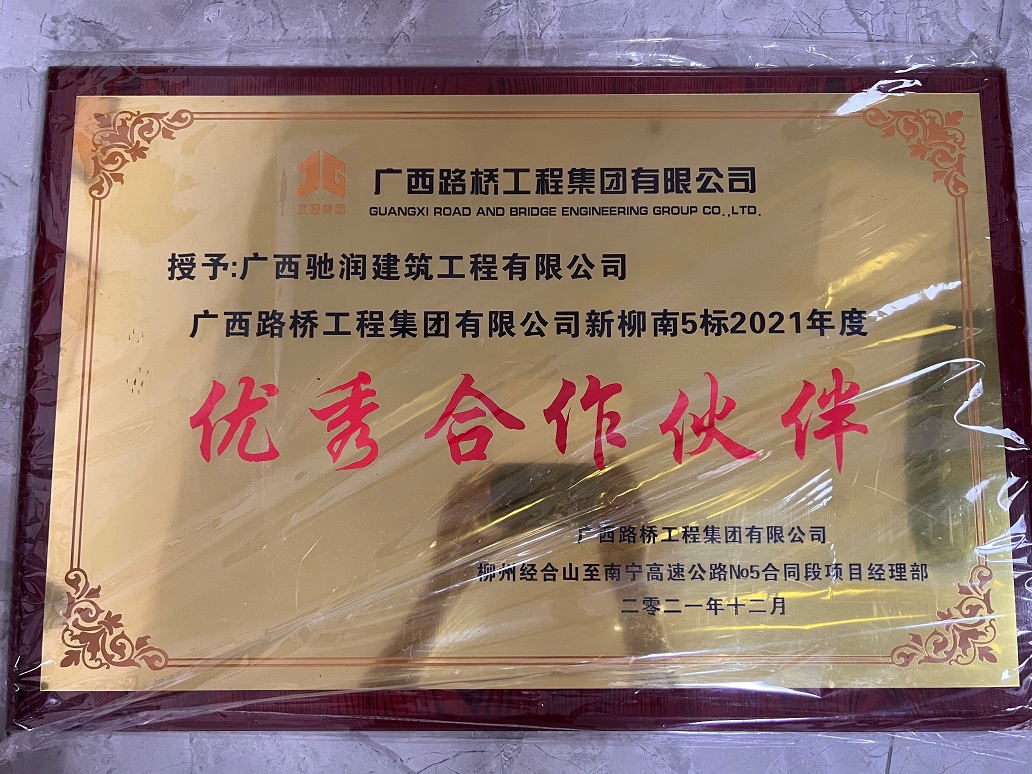 广西路桥工程集团有限公司
北投集团
GUANGXI ROAD AND BRIDGE ENGINEERING GROUP CO.,LTD.
授予:广西驰润建筑工程有限公司
广西路桥工程集团有限公司新柳南5标2021年度
优秀合作伙伴
广西路桥工程集团有限公司
柳州经合山至南宁高速公路№5合同段项目经理部
二零二一年十二月